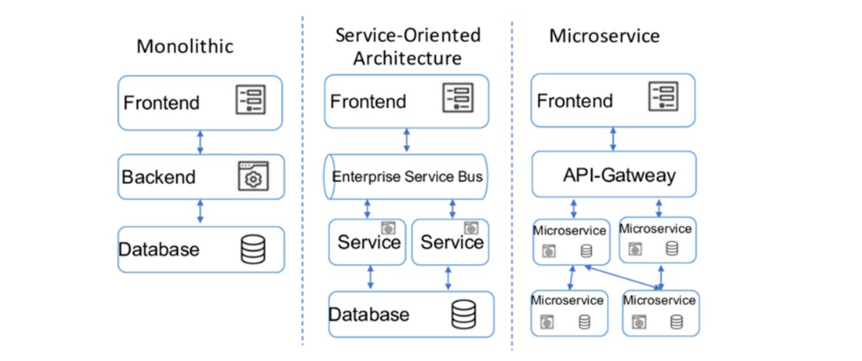 Monolithic
Frontend
Backend
Database
Service-Oriented
Architecture
Frontend
Enterprise Service Bus
Service
Service
Database
Microservice
Frontend
API-Gatweay
Microservice
Microservice
Microservice
Microservice